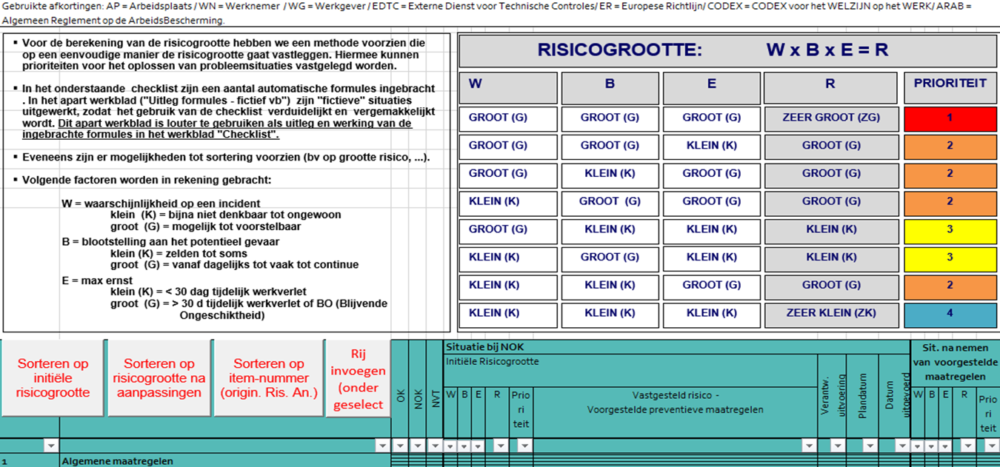 Gebruikte afkortingen: AP = Arbeidsplaats / WN = Werknemer / WG = Werkgever / EDTC = Externe Dienst voor Technische Controles/ ER = Europese Richtlijn/ CODEX = CODEX voor het WELZIJN op het WERK/ ARAB =
Algemeen Reglement op de ArbeidsBescherming.
▪ Voor de berekening van de risicogrootte hebben we een methode voorzien die
op een eenvoudige manier de risicogrootte gaat vastleggen. Hiermee kunnen
prioriteiten voor het oplossen van probleemsituaties vastgelegd worden.
▪ In het onderstaande checklist zijn een aantal automatische formules ingebracht
. In het apart werkblad ("Uitleg formules - fictief vb") zijn "fictieve" situaties
uitgewerkt, zodat het gebruik van de checklist verduidelijkt en vergemakkelijkt
wordt. Dit apart werkblad is louter te gebruiken als uitleg en werking van de
ingebrachte formules in het werkblad "Checklist".
▪ Eveneens zijn er mogelijkheden tot sortering voorzien (bv op grootte risico, ...).
▪ Volgende factoren worden in rekening gebracht:
W = waarschijnlijkheid op een incident
klein (K) = bijna niet denkbaar tot ongewoon
groot (G) = mogelijk tot voorstelbaar
B = blootstelling aan het potentieel gevaar
klein (K) = zelden tot soms
groot (G) = vanaf dagelijks tot vaak tot continue
E = max ernst
klein (K) = < 30 dag tijdelijk werkverlet
groot (G) = > 30 d tijdelijk werkverlet of BO (Blijvende
Ongeschiktheid)
RISICOGROOTTE: W x B x E = R
W B E R PRIORITEIT
GROOT (G) GROOT (G) GROOT (G) ZEER GROOT (ZG) 1
GROOT (G) GROOT (G) KLEIN (K) GROOT (G) 2
GROOT (G) KLEIN (K) GROOT (G) GROOT (G) 2
KLEIN (K) GROOT (G) GROOT (G) GROOT (G) 2
GROOT (G) KLEIN (K) KLEIN (K) KLEIN (K) 3
KLEIN (K) GROOT (G) KLEIN (K) KLEIN (K) 3
KLEIN (K) KLEIN (K) GROOT (G) GROOT (G) 2
KLEIN (K) KLEIN (K) KLEIN (K) ZEER KLEIN (ZK) 4
Sorteren op
initiële
risicogrootte
Sorteren op
risicogrootte na
aanpassingen
Sorteren op
item-nummer
(origin. Ris. An.)
Rij
invoegen
(onder
geselect
OK
NOK
NVT
Situatie bij NOK
Initiële Risicogrootte
W B E R Prio
ri
teit
Vastgesteld risico -
Voorgestelde preventieve maatregelen
Verantw.
uitvoering
Plandatum
Datum
uitgevoerd
Sit. na nemen
van voorgestelde
maatregelen
W B E R Prio
ri
teit
1 Algemene maatregelen